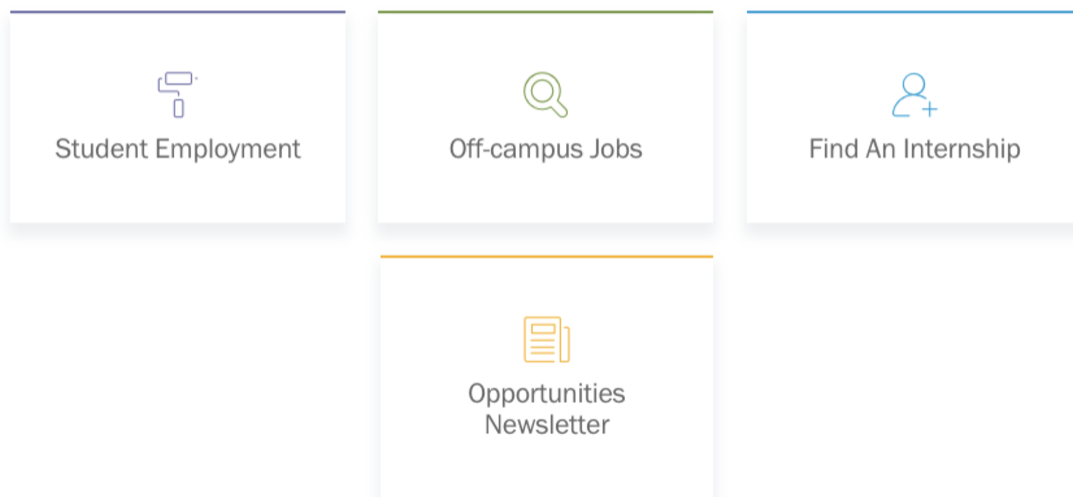 Student Employment
Off-campus Jobs
Find An Internship
Opportunities
Newsletter